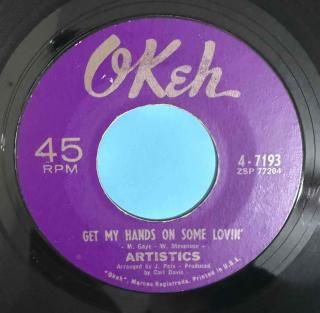 OKeh
45
RPM
4-7193
ZSP 77204
GET MY HANDS ON SOME LOVIN'
- M. Gaye - W. Stevenson -
ARTISTICS
Arranged by J. Pate - Produced
by Carl Davis
"Okeh", Marcas Registrada. Printed in U.S.A.